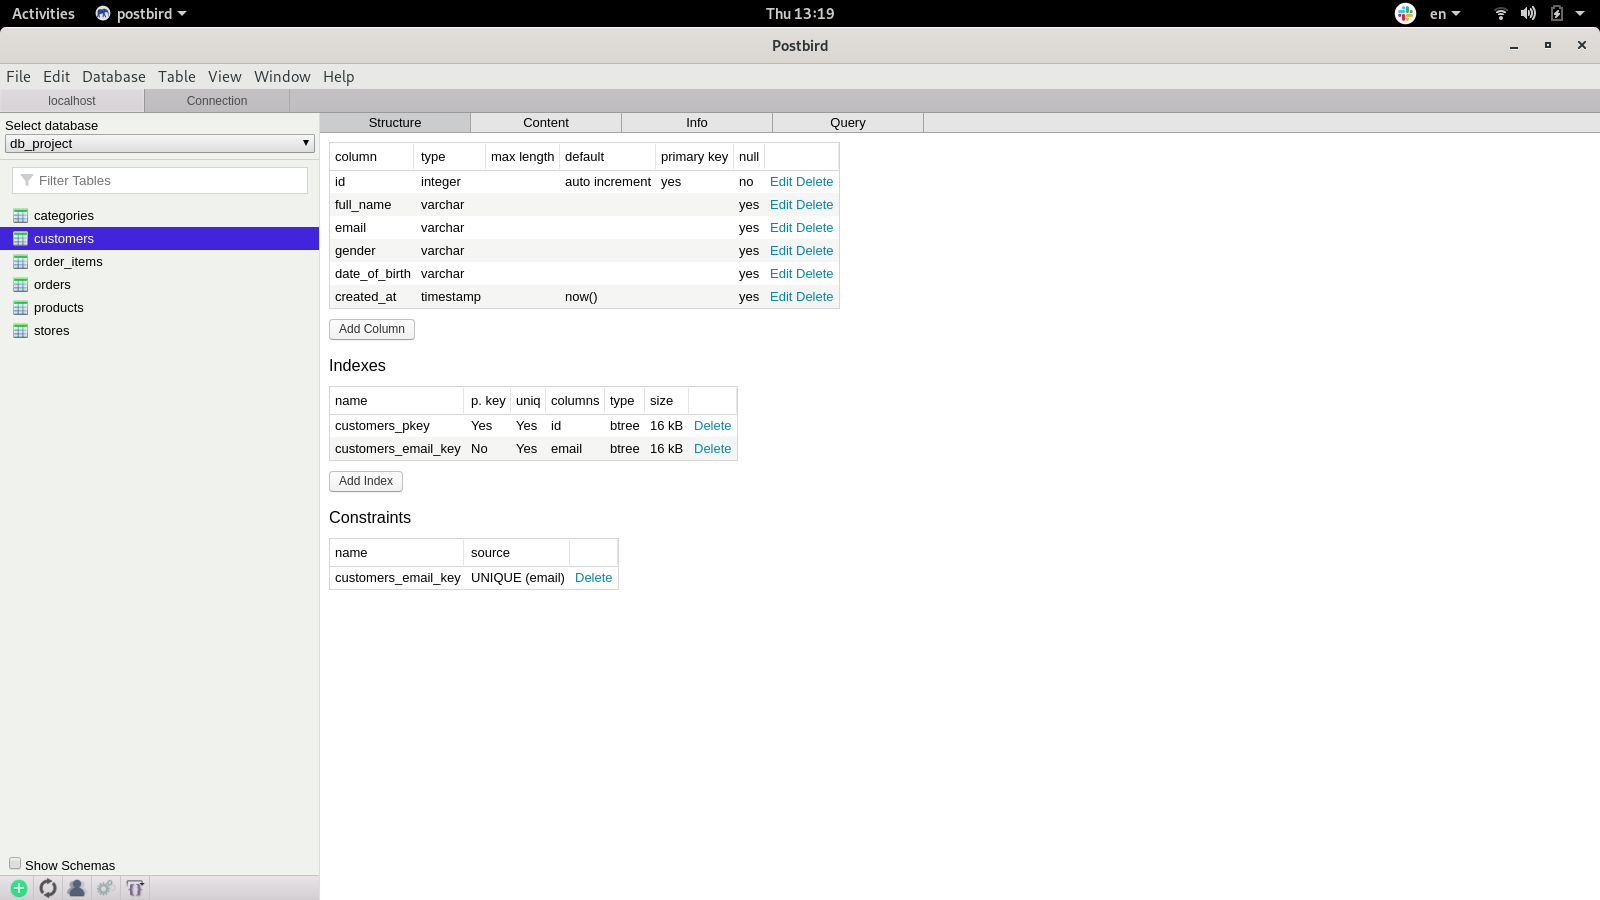 Activities postbird Thu 13:19 en
Postbird
File Edit Database Table View Window Help
localhost Connection
Select database
db_project
Filter Tables
categories
customers
order_items
orders
products
stores
Show Schemas
Structure Content Info Query
column type max length default primary key null
id integer auto increment yes no Edit Delete
full_name varchar yes Edit Delete
email varchar yes Edit Delete
gender varchar yes Edit Delete
date_of_birth varchar yes Edit Delete
created_at timestamp now() yes Edit Delete
Add Column
Indexes
name p. key uniq columns type size
customers_pkey Yes Yes id btree 16 kB Delete
customers_email_key No Yes email btree 16 kB Delete
Add Index
Constraints
name source
customers_email_key UNIQUE (email) Delete